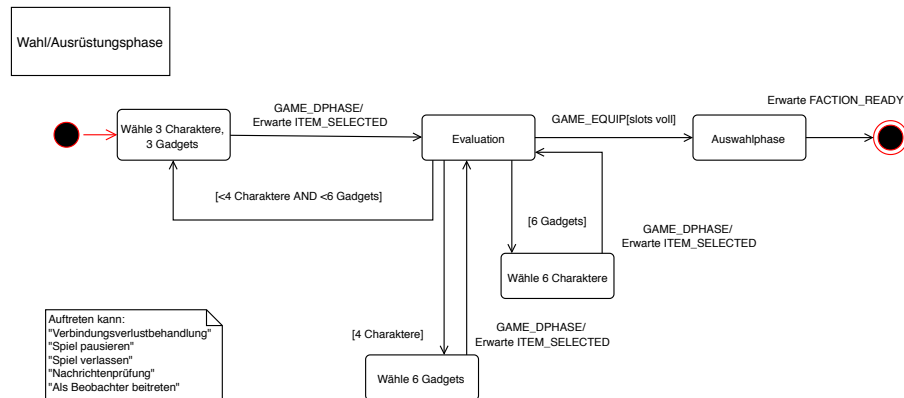 Wahl/Ausrüstungsphase
Erwarte FACTION_READY
GAME_DPHASE/
Erwarte ITEM_SELECTED
Wähle 3 Charaktere,
3 Gadgets
Evaluation
GAME_EQUIP[slots voll]
Auswahlphase
[<4 Charaktere AND <6 Gadgets]
[6 Gadgets]
GAME_DPHASE/
Erwarte ITEM_SELECTED
Wähle 6 Charaktere
Auftreten kann:
"Verbindungsverlustbehandlung"
"Spiel pausieren"
"Spiel verlassen"
"Nachrichtenprüfung"
"Als Beobachter beitreten"
[4 Charaktere]
GAME_DPHASE/
Erwarte ITEM_SELECTED
Wähle 6 Gadgets